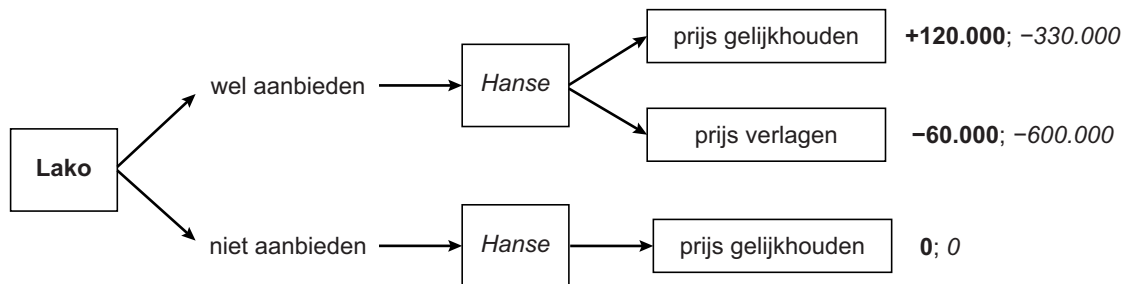 prijs gelijkhouden +120.000; −330.000
wel aanbieden Hanse
prijs verlagen −60.000; −600.000
Lako
niet aanbieden Hanse prijs gelijkhouden 0; 0